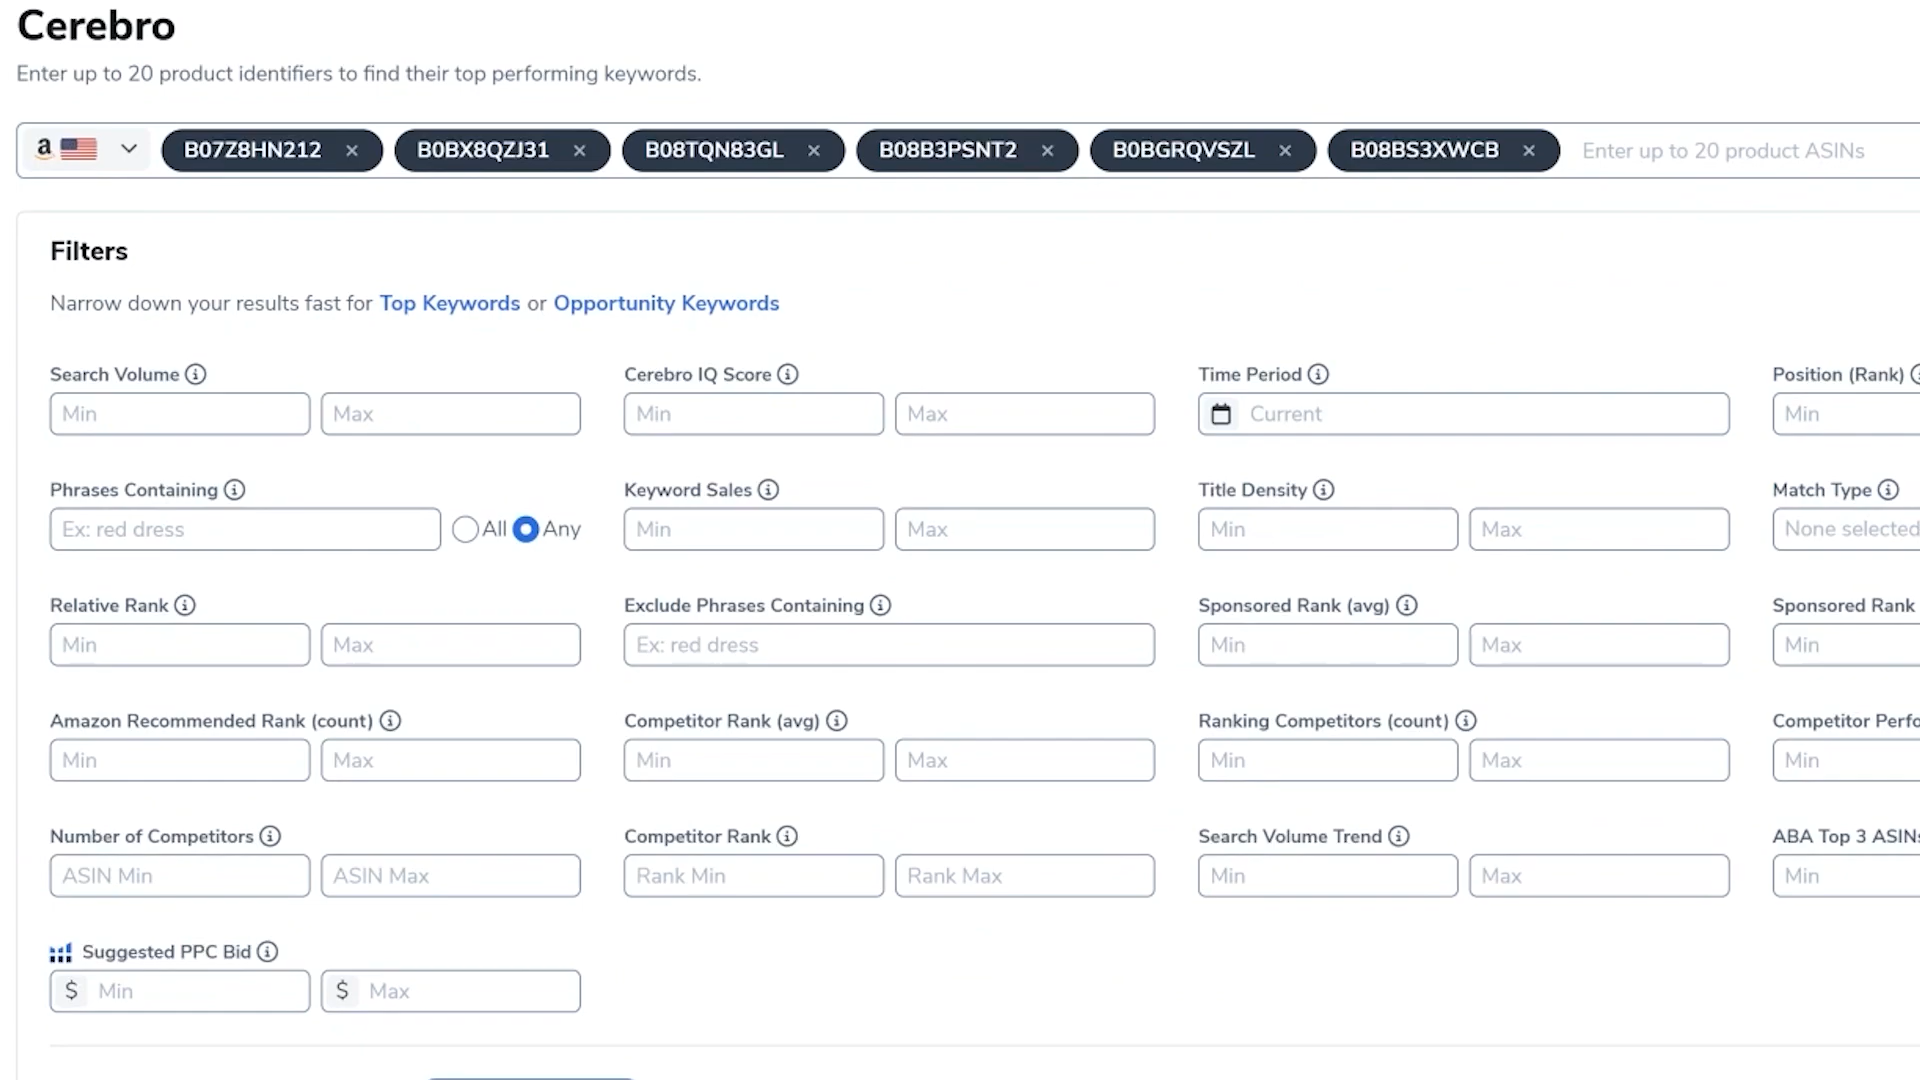 Cerebro
Enter up to 20 product identifiers to find their top performing keywords.
a B07Z8HN212 × B0BX8QZJ31 × B08TQN83GL × B08B3PSNT2 × B0BGRQVSZL × B08BS3XWCB × Enter up to 20 product ASINs
Filters
Narrow down your results fast for Top Keywords or Opportunity Keywords
Search Volume Cerebro IQ Score Time Period Position (Rank)
Min Max Min Max Current Min
Phrases Containing Keyword Sales Title Density Match Type
Ex: red dress All Any Min Max Min Max None selected
Relative Rank Exclude Phrases Containing Sponsored Rank (avg) Sponsored Rank
Min Max Ex: red dress Min Max Min
Amazon Recommended Rank (count) Competitor Rank (avg) Ranking Competitors (count) Competitor Perfo
Min Max Min Max Min Max Min
Number of Competitors Competitor Rank Search Volume Trend ABA Top 3 ASINs
ASIN Min ASIN Max Rank Min Rank Max Min Max Min
Suggested PPC Bid
$ Min $ Max